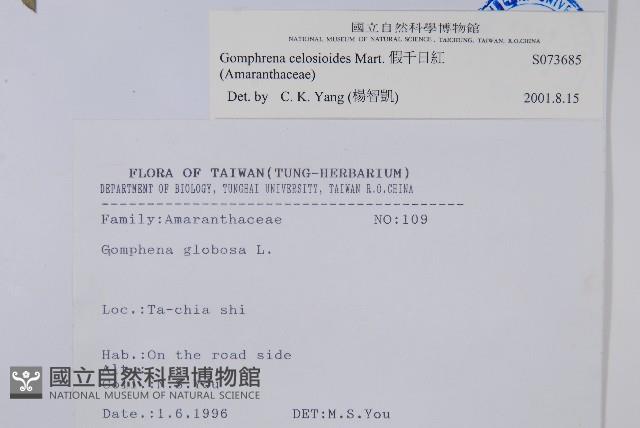 國立自然科學博物館
NATIONAL MUSEUM OF NATURAL SCIENCE, TAICHUNG, TAIWAN, R.O.CHINA
Gomphrena celosioides Mart. 假千日紅 S073685
(Amaranthaceae)
Det. by C. K. Yang (楊智凱) 2001.8.15
FLORA OF TAIWAN(TUNG-HERBARIUM)
DEPARTMENT OF BIOLOGY, TUNGHAI UNIVERSITY, TAIWAN R.O.CHINA
Family:Amaranthaceae NO:109
Gomphena globosa L.
Loc.:Ta-chia shi
Hab.:On the road side
國立自然科學博物館
NATIONAL MUSEUM OF NATURAL SCIENCE
Date.:1.6.1996 DET:M.S.You